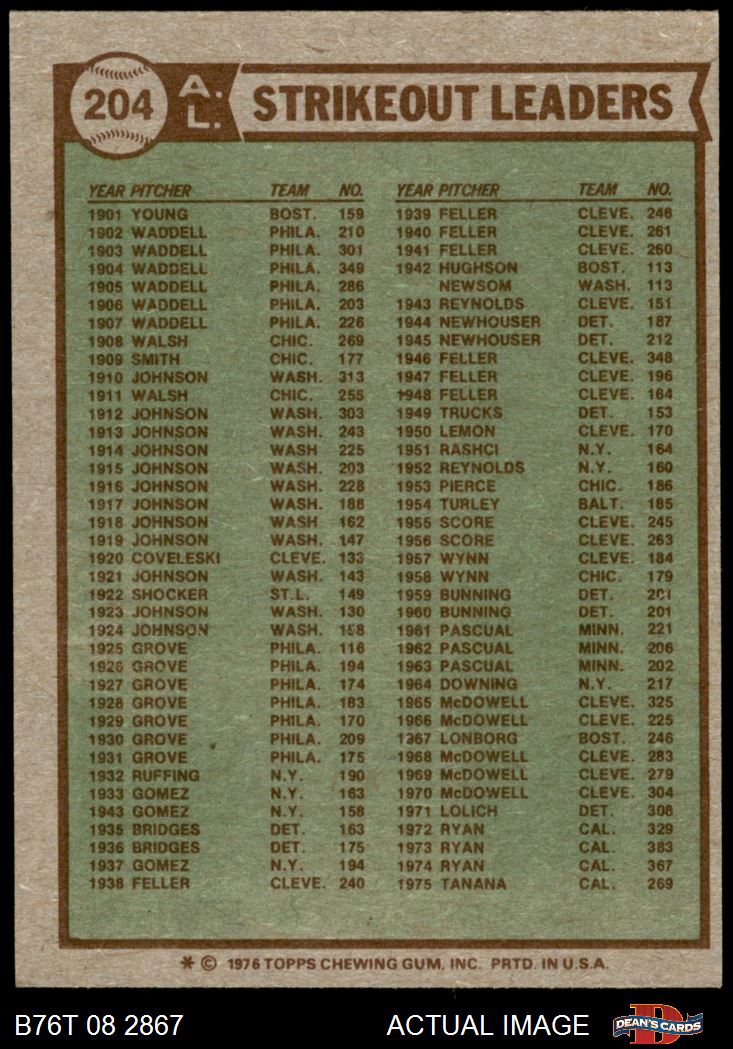 204 A.L. STRIKEOUT LEADERS
YEAR PITCHER TEAM NO.
1901 YOUNG BOST. 159
1902 WADDELL PHILA. 210
1903 WADDELL PHILA. 301
1904 WADDELL PHILA. 349
1905 WADDELL PHILA. 286
1906 WADDELL PHILA. 203
1907 WADDELL PHILA. 226
1908 WALSH CHIC. 269
1909 SMITH CHIC. 177
1910 JOHNSON WASH. 313
1911 WALSH CHIC. 255
1912 JOHNSON WASH. 303
1913 JOHNSON WASH. 243
1914 JOHNSON WASH 225
1915 JOHNSON WASH. 203
1916 JOHNSON WASH. 228
1917 JOHNSON WASH. 188
1918 JOHNSON WASH 162
1919 JOHNSON WASH. 147
1920 COVELESKI CLEVE. 133
1921 JOHNSON WASH. 143
1922 SHOCKER ST.L. 149
1923 JOHNSON WASH. 130
1924 JOHNSON WASH. 158
1925 GROVE PHILA. 116
1926 GROVE PHILA. 194
1927 GROVE PHILA. 174
1928 GROVE PHILA. 183
1929 GROVE PHILA. 170
1930 GROVE PHILA. 209
1931 GROVE PHILA. 175
1932 RUFFING N.Y. 190
1933 GOMEZ N.Y. 163
1943 GOMEZ N.Y. 158
1935 BRIDGES DET. 163
1936 BRIDGES DET. 175
1937 GOMEZ N.Y. 194
1938 FELLER CLEVE. 240
YEAR PITCHER TEAM NO.
1939 FELLER CLEVE. 246
1940 FELLER CLEVE. 261
1941 FELLER CLEVE. 260
1942 HUGHSON BOST. 113
NEWSOM WASH. 113
1943 REYNOLDS CLEVE. 151
1944 NEWHOUSER DET. 187
1945 NEWHOUSER DET. 212
1946 FELLER CLEVE. 348
1947 FELLER CLEVE. 196
1948 FELLER CLEVE. 164
1949 TRUCKS DET. 153
1950 LEMON CLEVE. 170
1951 RASHCI N.Y. 164
1952 REYNOLDS N.Y. 160
1953 PIERCE CHIC. 186
1954 TURLEY BALT. 185
1955 SCORE CLEVE. 245
1956 SCORE CLEVE. 263
1957 WYNN CLEVE. 184
1958 WYNN CHIC. 179
1959 BUNNING DET. 201
1960 BUNNING DET. 201
1961 PASCUAL MINN. 221
1962 PASCUAL MINN. 206
1963 PASCUAL MINN. 202
1964 DOWNING N.Y. 217
1965 McDOWELL CLEVE. 325
1966 McDOWELL CLEVE. 225
1367 LONBORG BOST. 246
1968 McDOWELL CLEVE. 283
1969 McDOWELL CLEVE. 279
1970 McDOWELL CLEVE. 304
1971 LOLICH DET. 308
1972 RYAN CAL. 329
1973 RYAN CAL. 383
1974 RYAN CAL. 367
1975 TANANA CAL. 269
* © 1976 TOPPS CHEWING GUM, INC. PRTD. IN U.S.A.
B76T 08 2867 ACTUAL IMAGE D DEAN'S CARDS